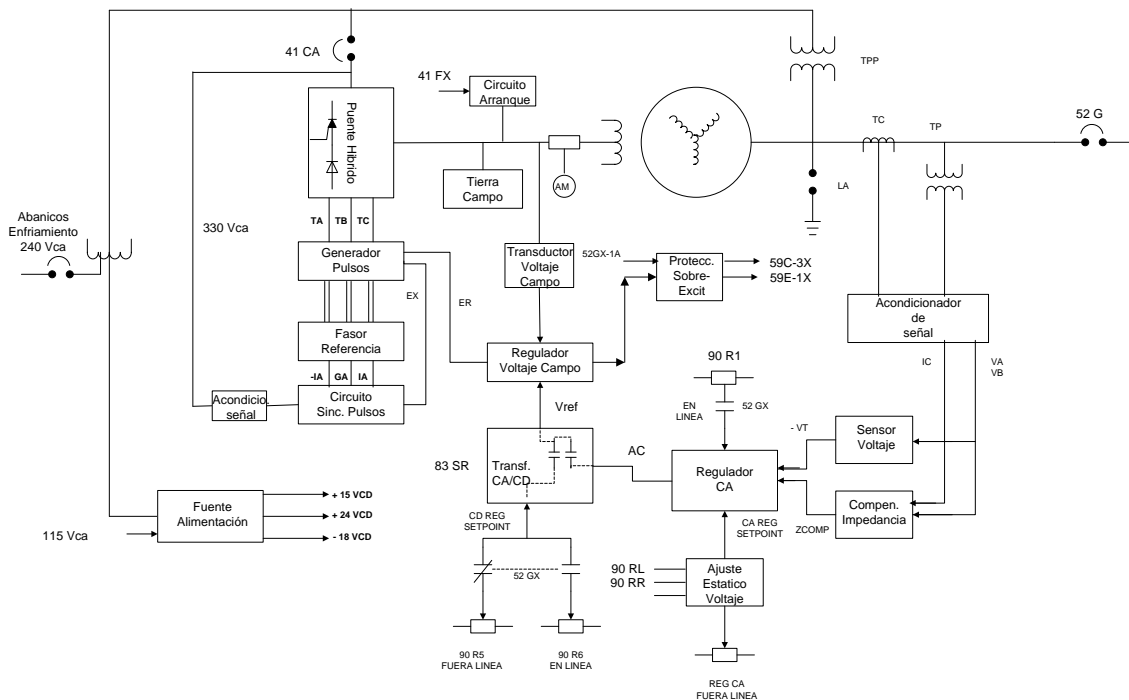 41 CA
TPP
41 FX
Circuito
Arranque
52 G
TC
TP
Puente Hibrido
AM
Tierra
Campo
LA
Abanicos
Enfriamiento
240 Vca
330 Vca
TA TB TC
Generador
Pulsos
Transductor
Voltaje
Campo
52GX-1A
Protecc.
Sobre-
Excit
59C-3X
59E-1X
EX
ER
Acondicionador
de
señal
Fasor
Referencia
Regulador
Voltaje Campo
IC
VA
VB
90 R1
-IA GA IA
Acondicio.
señal
Circuito
Sinc. Pulsos
Vref
EN
LINEA
52 GX
- VT
Sensor
Voltaje
83 SR
Transf.
CA/CD
AC
Regulador
CA
Fuente
Alimentación
+ 15 VCD
+ 24 VCD
- 18 VCD
115 Vca
CD REG
SETPOINT
CA REG
SETPOINT
ZCOMP
Compen.
Impedancia
52 GX
90 RL
90 RR
Ajuste
Estatico
Voltaje
90 R5
FUERA LINEA
90 R6
EN LINEA
REG CA
FUERA LINEA